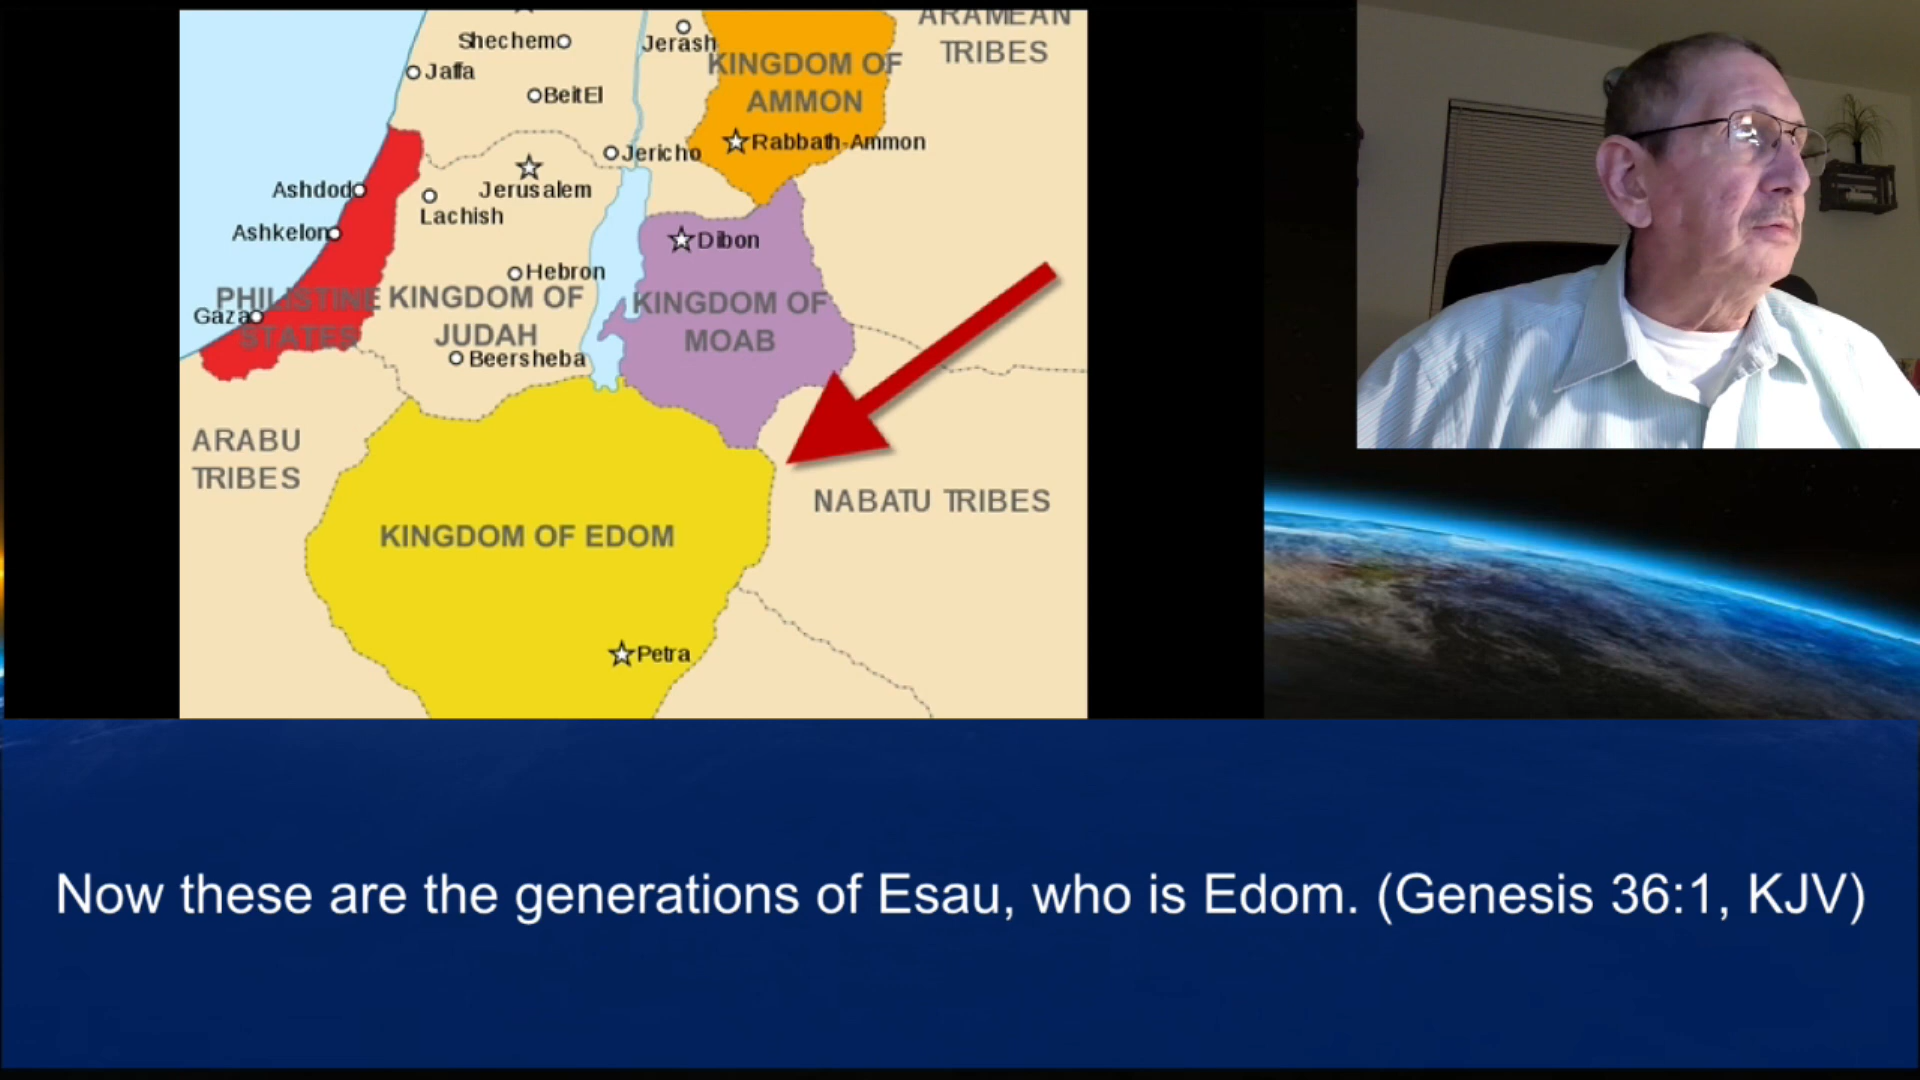 ARAMEAN
TRIBES
Shechem
Jerash
Jaffa
KINGDOM OF
AMMON
BeitEl
Rabbath-Ammon
Jericho
Ashdod
Jerusalem
Lachish
Ashkelon
Dibon
Hebron
PHILISTINE
STATES
Gaza
KINGDOM OF
JUDAH
KINGDOM OF
MOAB
Beersheba
ARABU
TRIBES
NABATU TRIBES
KINGDOM OF EDOM
Petra
Now these are the generations of Esau, who is Edom. (Genesis 36:1, KJV)